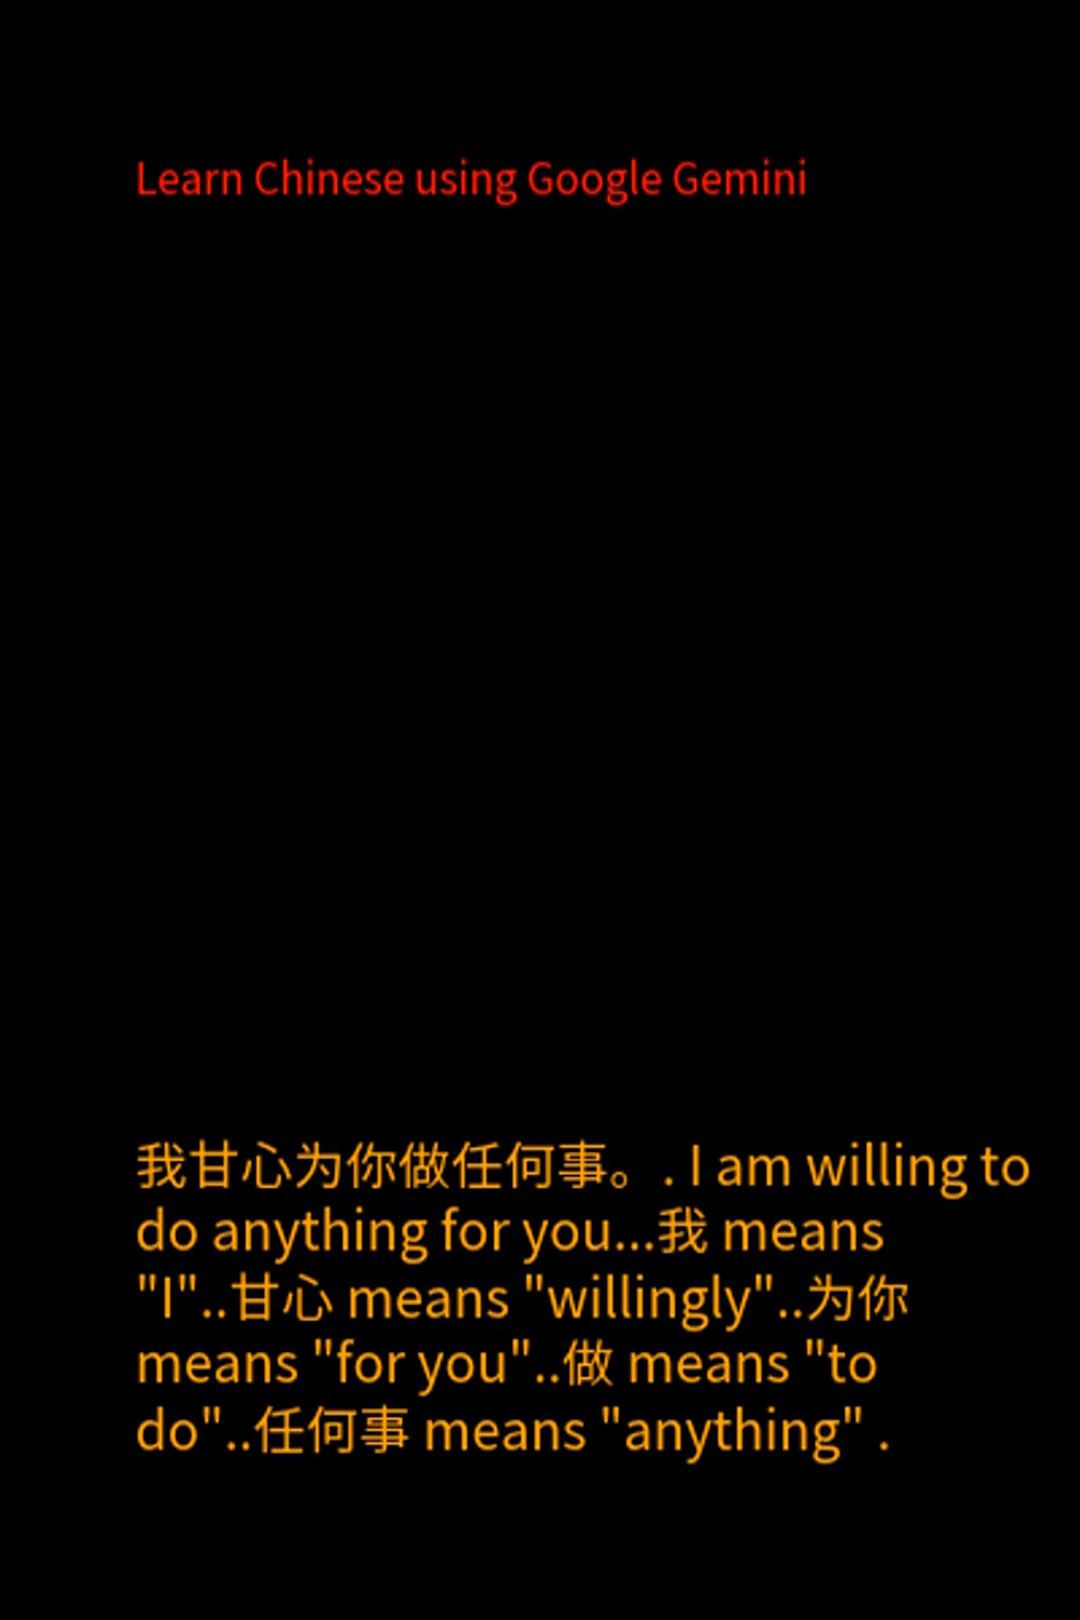 Learn Chinese using Google Gemini
我甘心为你做任何事。. I am willing to
do anything for you...我 means
"I"..甘心 means "willingly"..为你
means "for you"..做 means "to
do"..任何事 means "anything" .